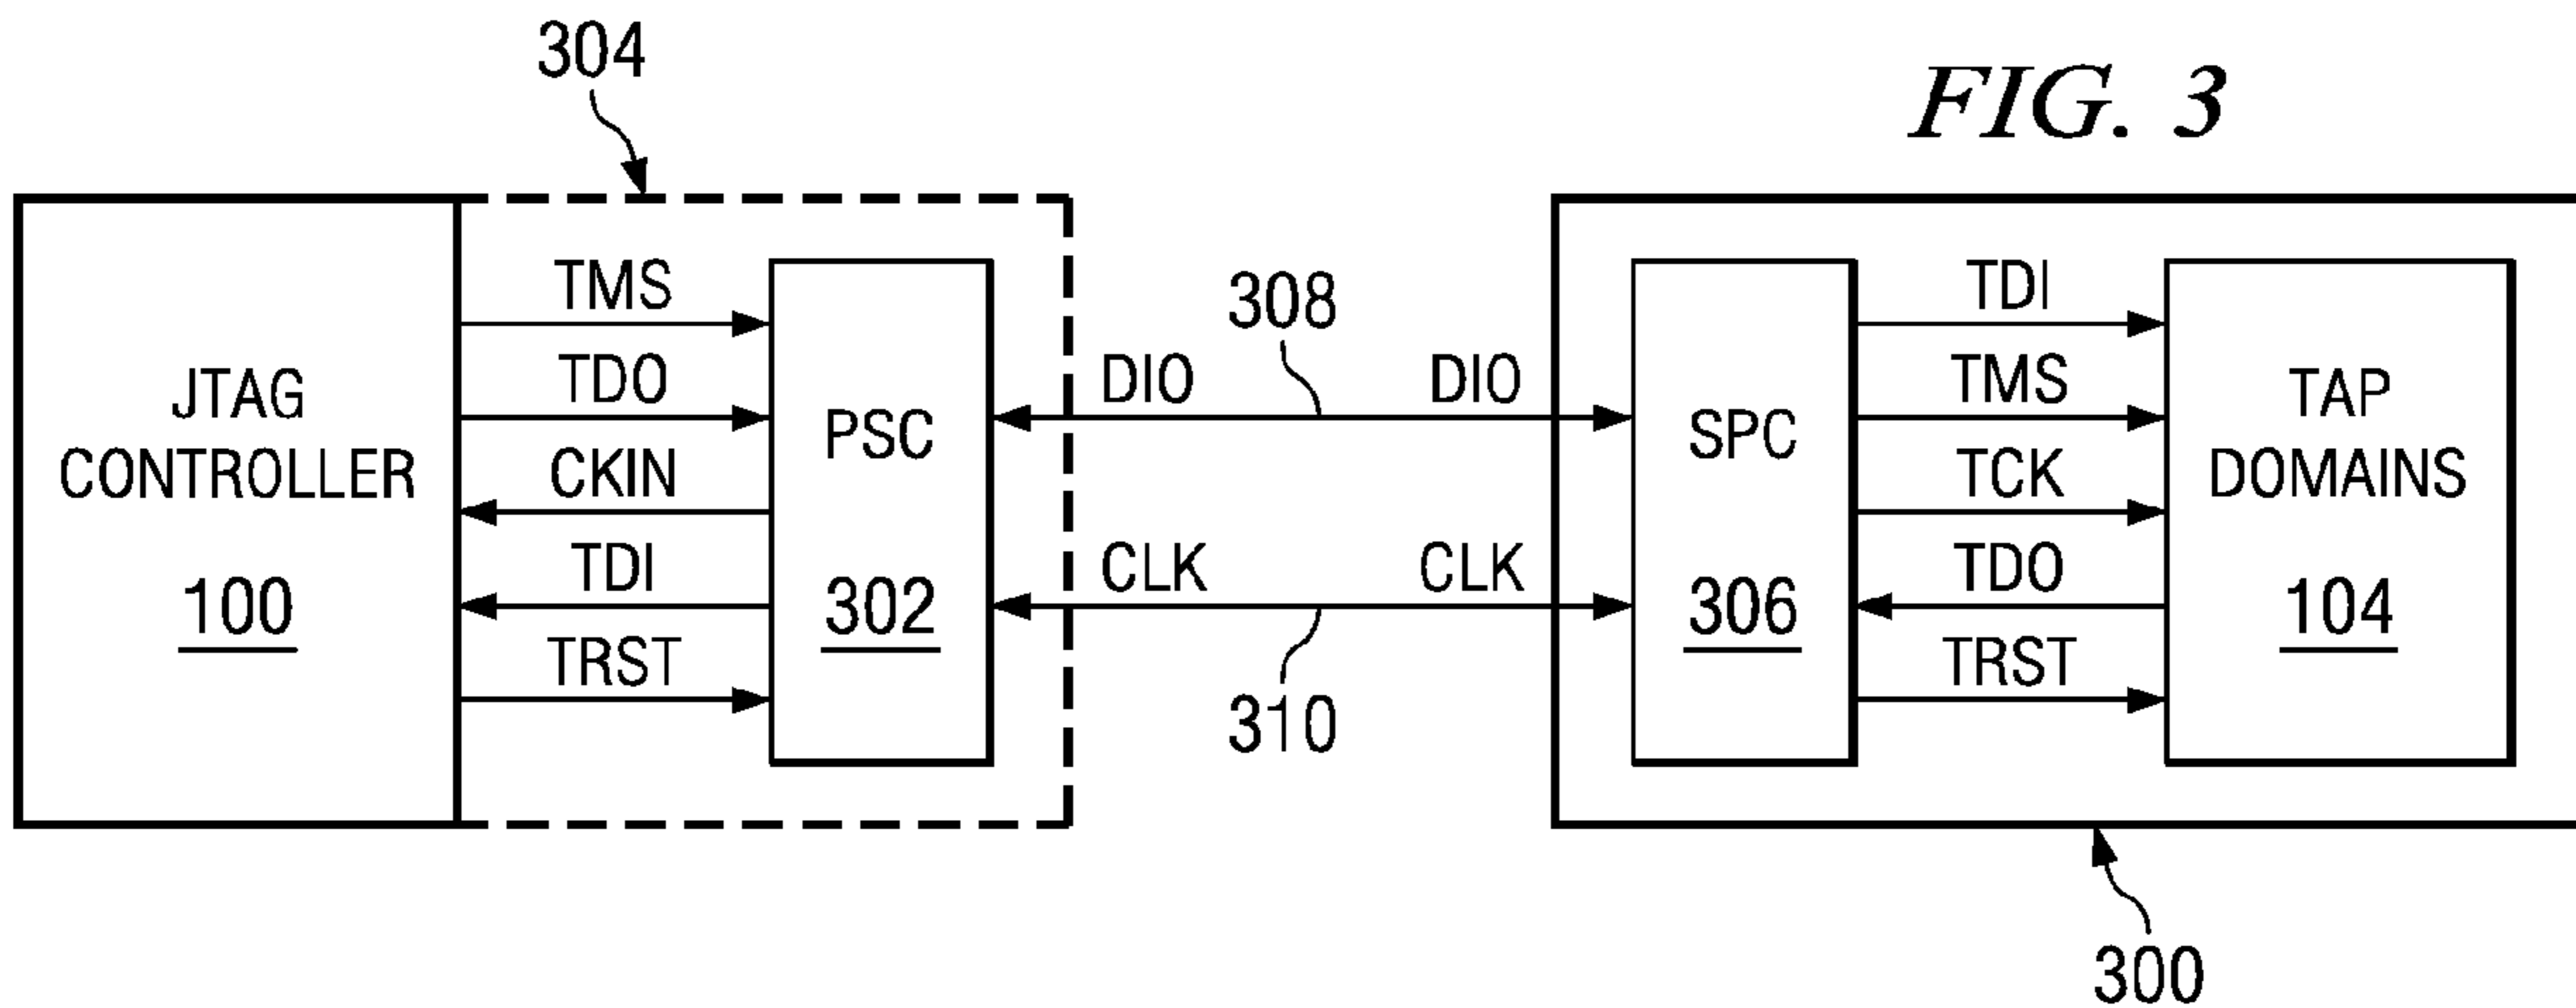 304
FIG. 3
JTAG
CONTROLLER
100
TMS
TDO
CKIN
TDI
TRST
PSC
302
DIO
CLK
308
310
DIO
CLK
SPC
306
TDI
TMS
TCK
TDO
TRST
TAP
DOMAINS
104
300